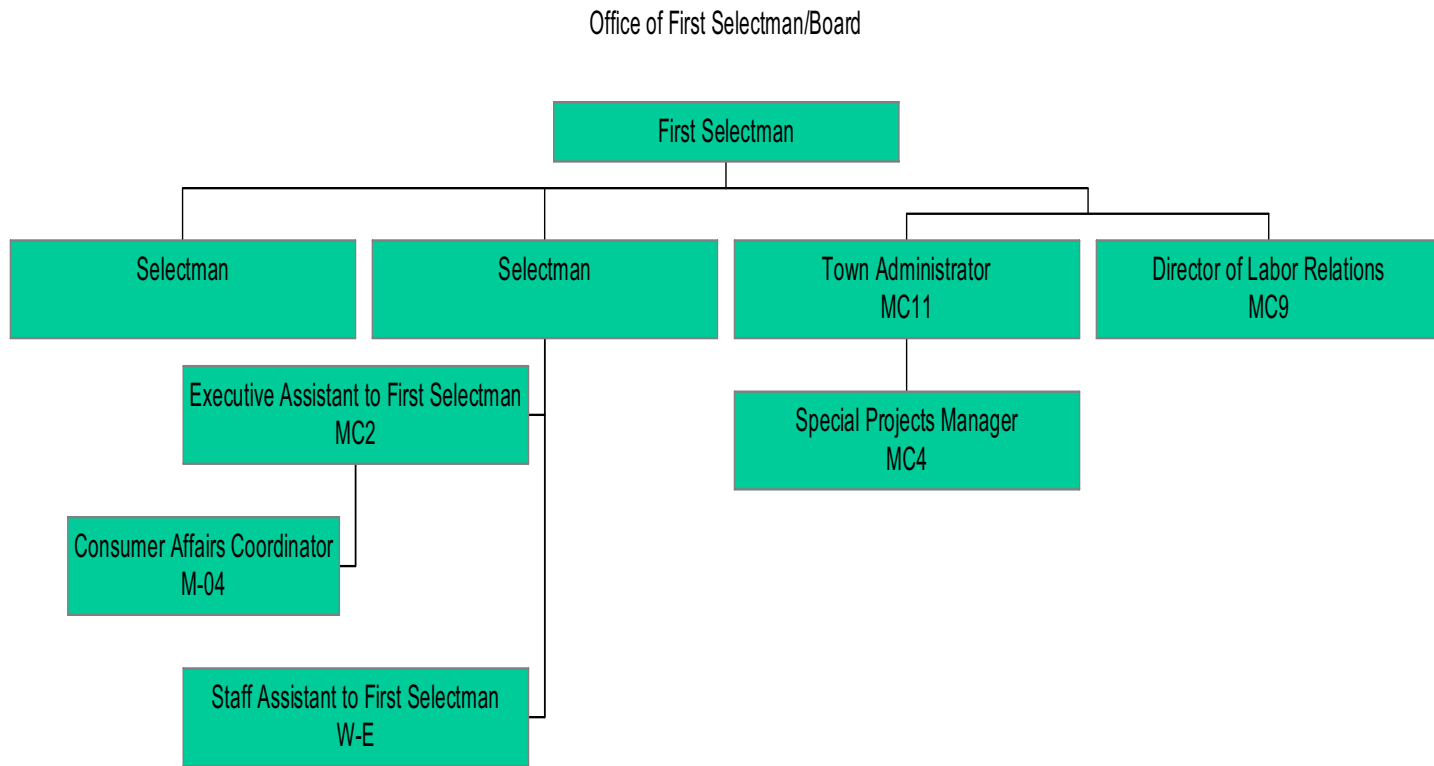 Office of First Selectman/Board
First Selectman
Selectman
Selectman
Town Administrator
MC11
Director of Labor Relations
MC9
Executive Assistant to First Selectman
MC2
Special Projects Manager
MC4
Consumer Affairs Coordinator
M-04
Staff Assistant to First Selectman
W-E